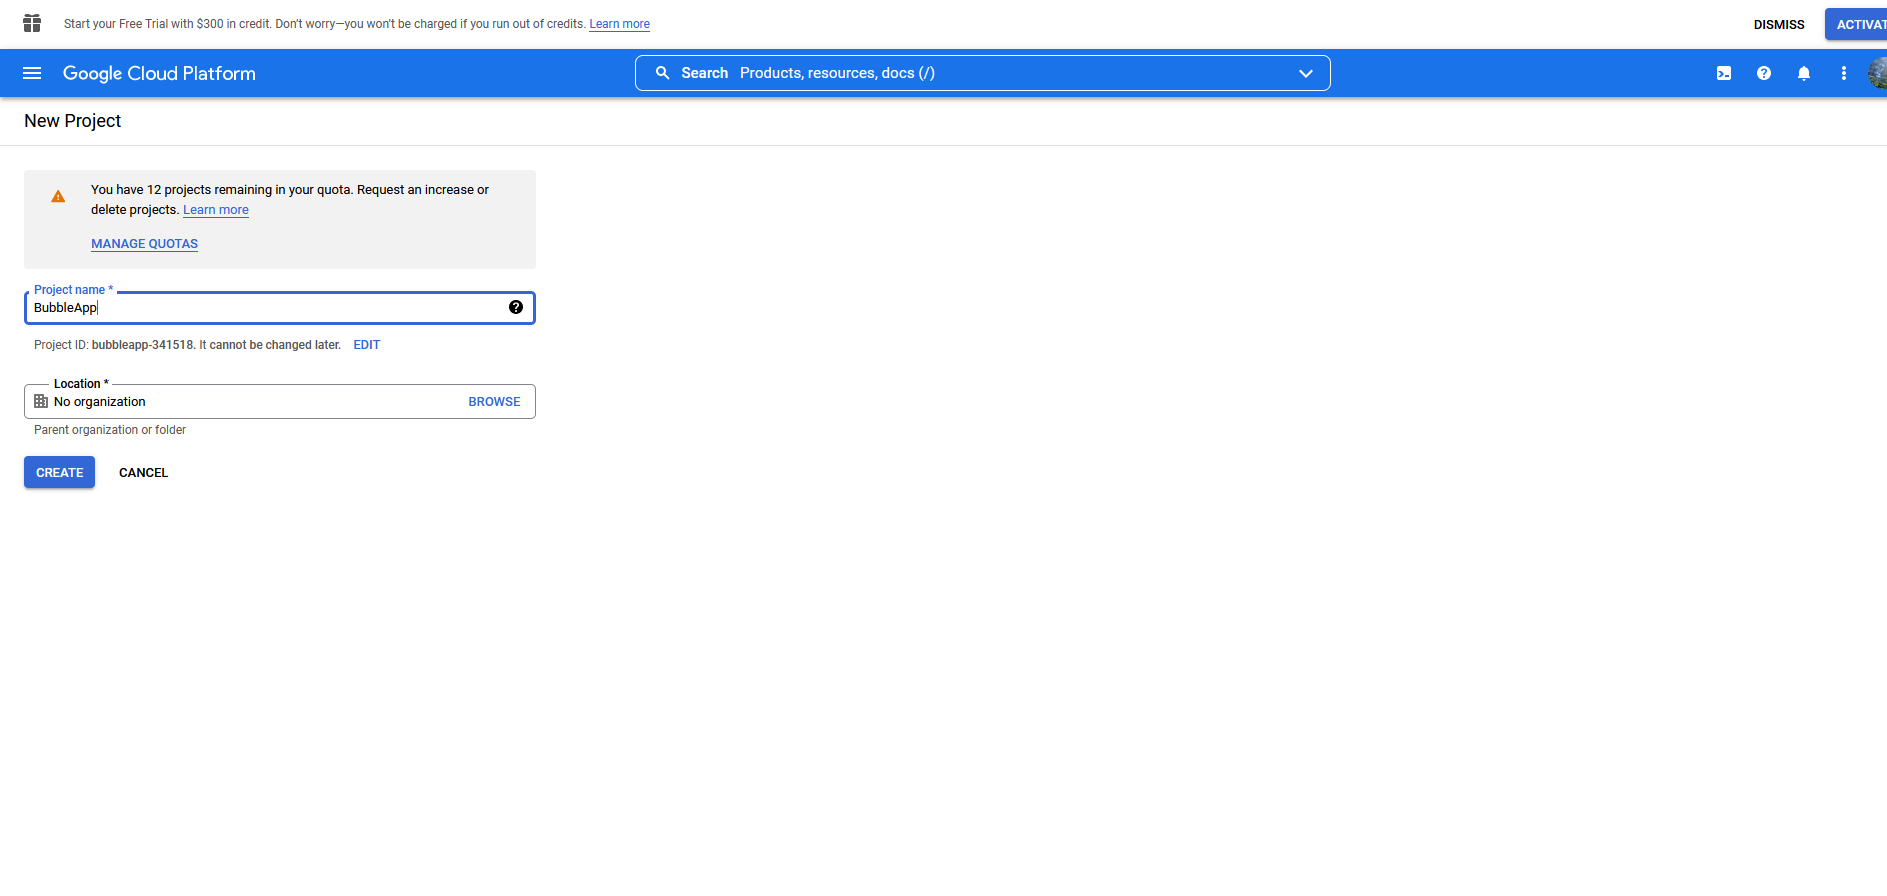 Start your Free Trial with $300 in credit. Don't worry—you won't be charged if you run out of credits. Learn more
DISMISS
ACTIVAT
Google Cloud Platform
Search Products, resources, docs (/)
New Project
You have 12 projects remaining in your quota. Request an increase or
delete projects. Learn more
MANAGE QUOTAS
Project name *
BubbleApp
Project ID: bubbleapp-341518. It cannot be changed later. EDIT
Location *
No organization
BROWSE
Parent organization or folder
CREATE
CANCEL